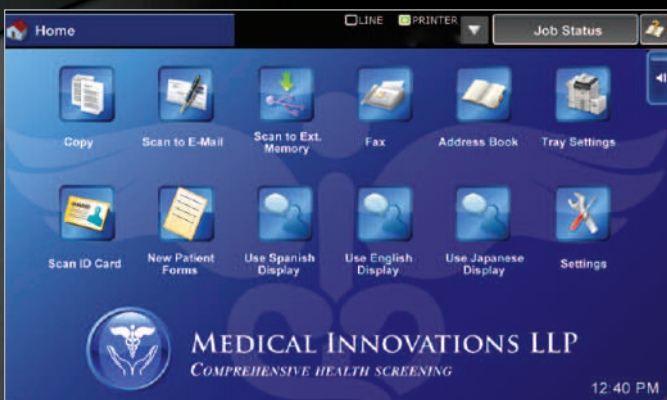 Home
LINE
PRINTER
Job Status
Copy
Scan to E-Mail
Scan to Ext.
Memory
Fax
Address Book
Tray Settings
Scan ID Card
New Patient
Forms
Use Spanish
Display
Use English
Display
Use Japanese
Display
Settings
MEDICAL INNOVATIONS LLP
COMPREHENSIVE HEALTH SCREENING
12:40 PM